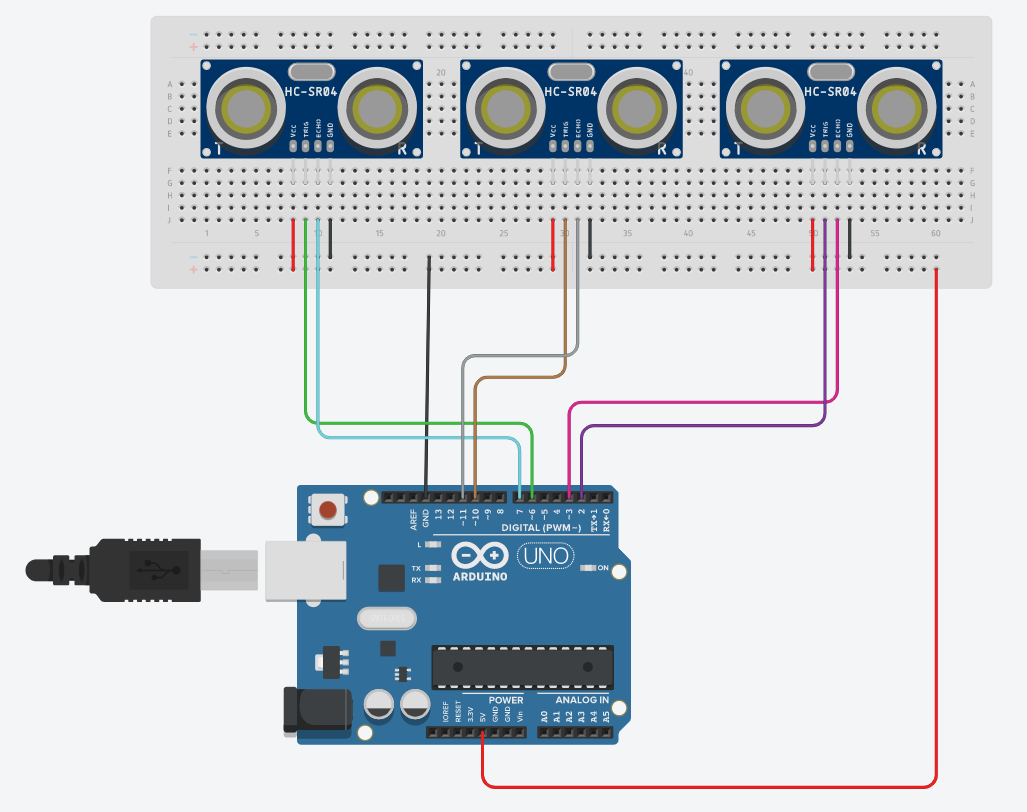 - -
+ +
20 40
A A
B B
C C
D D
E E
HC-SR04 HC-SR04 HC-SR04
VCC TRIG ECHO GND VCC TRIG ECHO GND VCC TRIG ECHO GND
T R T R T R
F F
G G
H H
I I
J J
1 5 10 15 20 25 30 35 40 45 50 55 60
- -
+ +
AREF GND 13 12 ~11 ~10 ~9 8 7 ~6 ~5 4 ~3 2 TX→1 RX←0
DIGITAL (PWM~)
L
TX
RX
UNO
ARDUINO
ON
POWER ANALOG IN
IOREF RESET 3.3V 5V GND GND Vin A0 A1 A2 A3 A4 A5